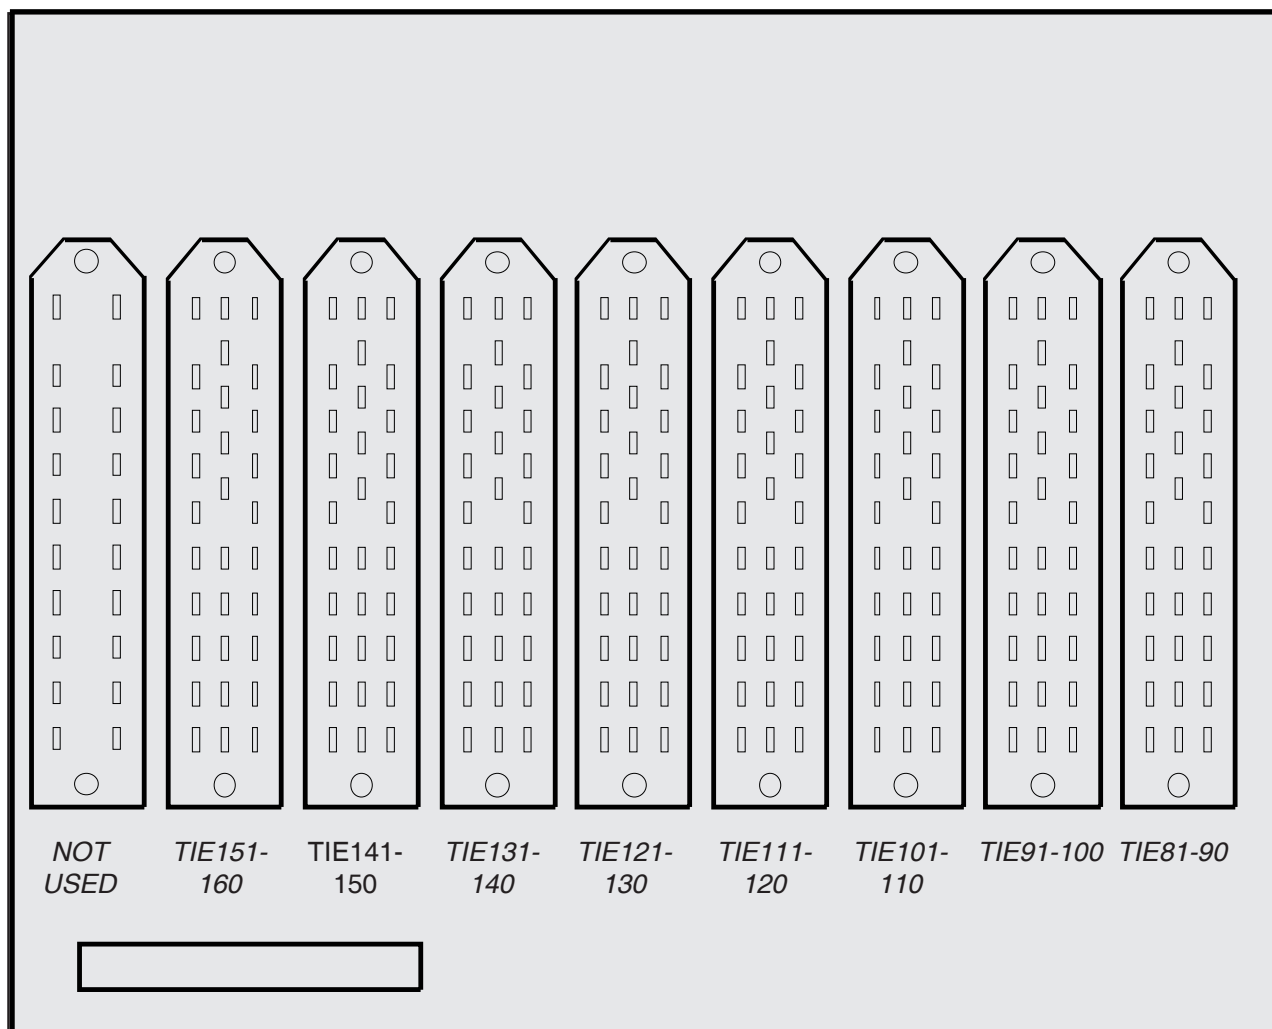 NOT
USED
TIE151-
160
TIE141-
150
TIE131-
140
TIE121-
130
TIE111-
120
TIE101-
110
TIE91-100
TIE81-90